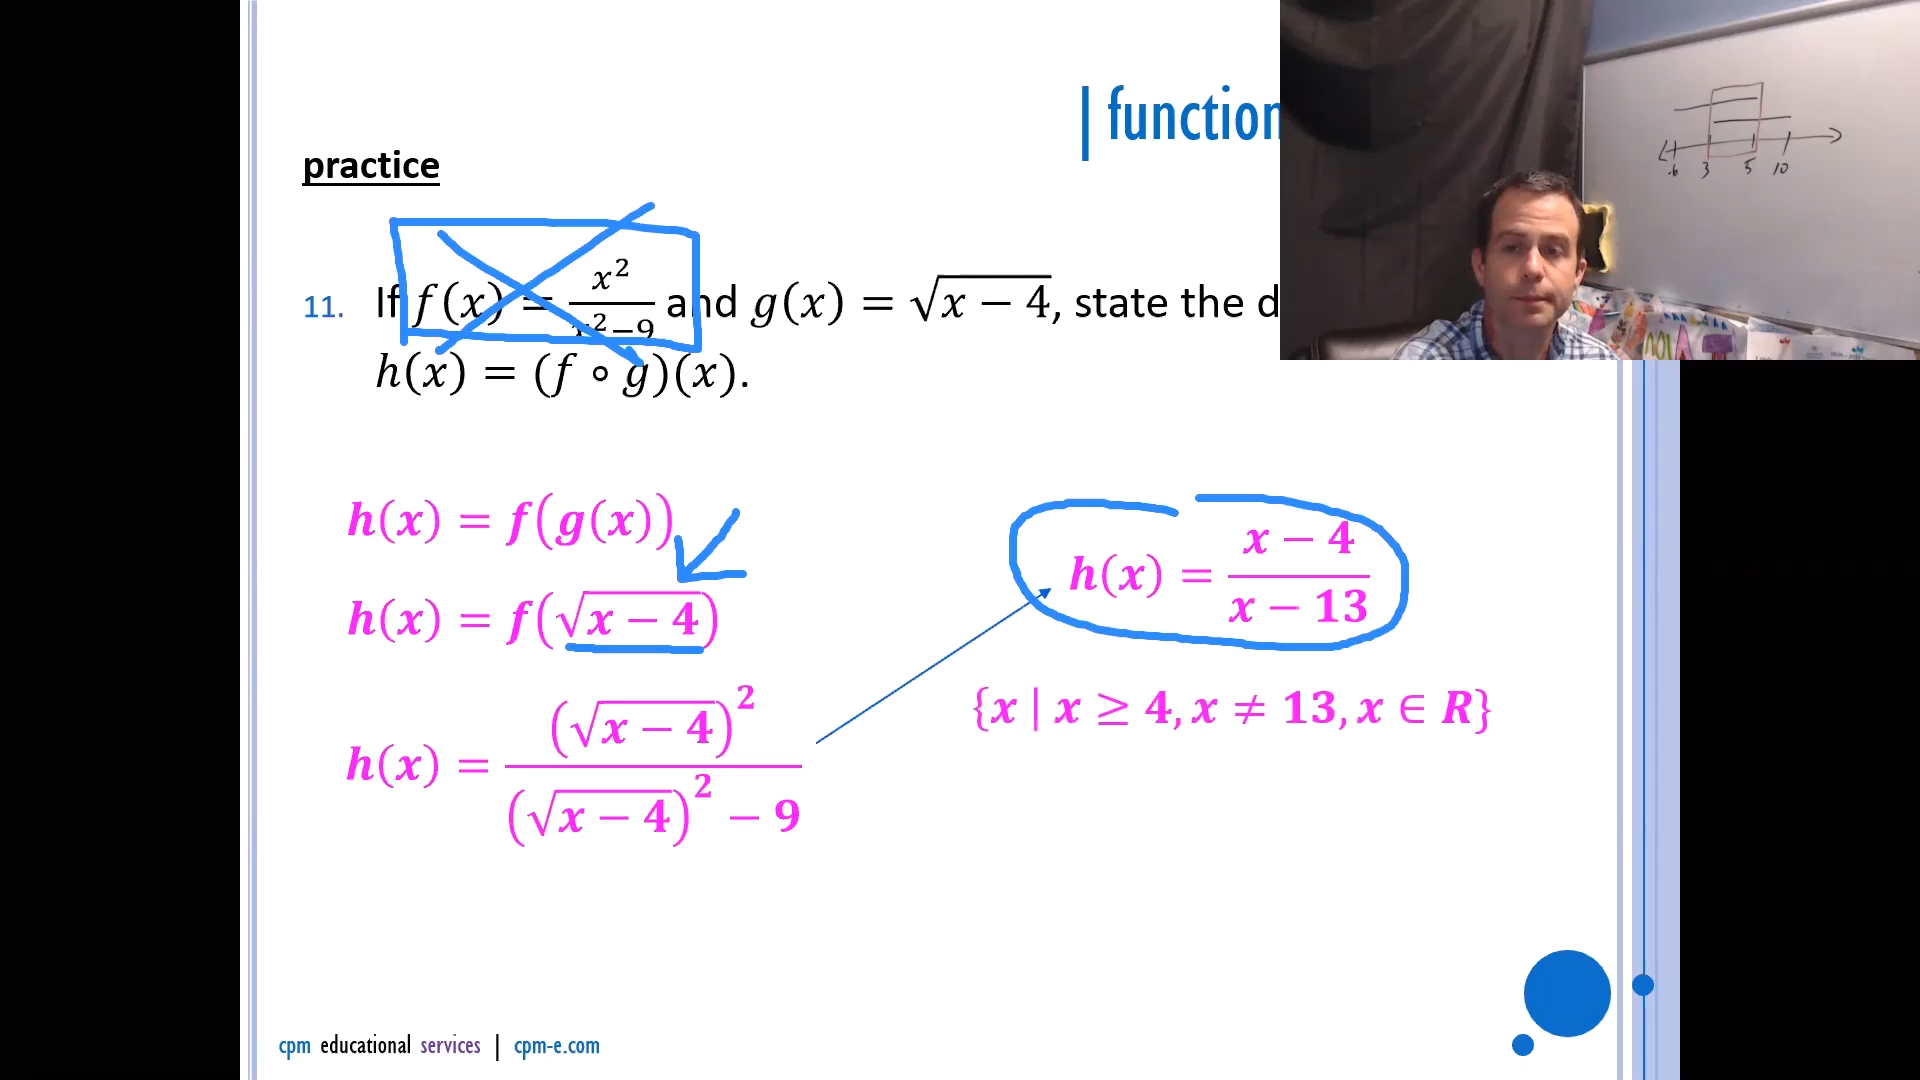 | function
practice
11. If f(x) = x²/x²−9 and g(x) = √(x − 4), state the d
h(x) = (f ∘ g)(x).
h(x) = f(g(x))
h(x) = f(√(x − 4))
h(x) = (√(x − 4))²/((√(x − 4))² − 9)
h(x) = (x − 4)/(x − 13)
{x | x ≥ 4, x ≠ 13, x ∈ R}
cpm educational services | cpm-e.com
-6 3 5 10